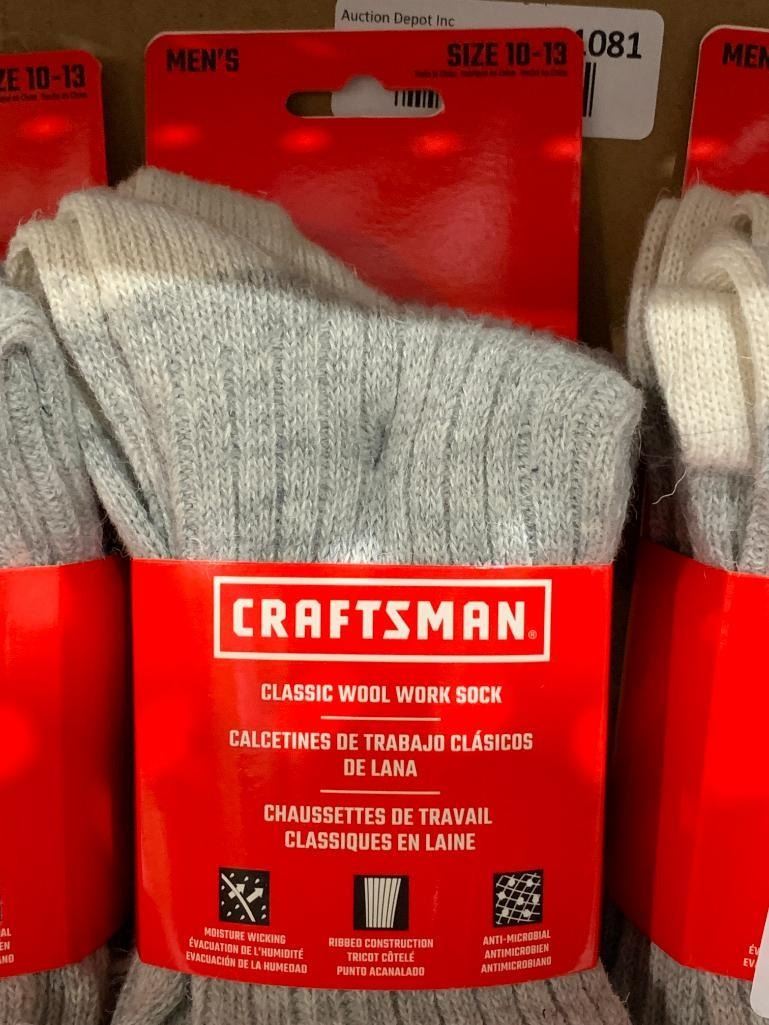 Auction Depot Inc
1081
ZE 10-13
MEN'S
SIZE 10-13
MEN
CRAFTSMAN®
CLASSIC WOOL WORK SOCK
CALCETINES DE TRABAJO CLÁSICOS
DE LANA
CHAUSSETTES DE TRAVAIL
CLASSIQUES EN LAINE
MOISTURE WICKING
ÉVACUATION DE L'HUMIDITÉ
EVACUACIÓN DE LA HUMEDAD
RIBBED CONSTRUCTION
TRICOT CÔTELÉ
PUNTO ACANALADO
ANTI-MICROBIAL
ANTIMICROBIEN
ANTIMICROBIANO